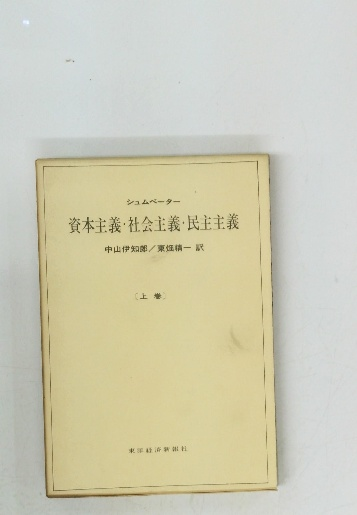 シュムペーター
資本主義・社会主義・民主主義
中山伊知郎／東畑精一 訳
〔上巻〕
東洋経済新報社